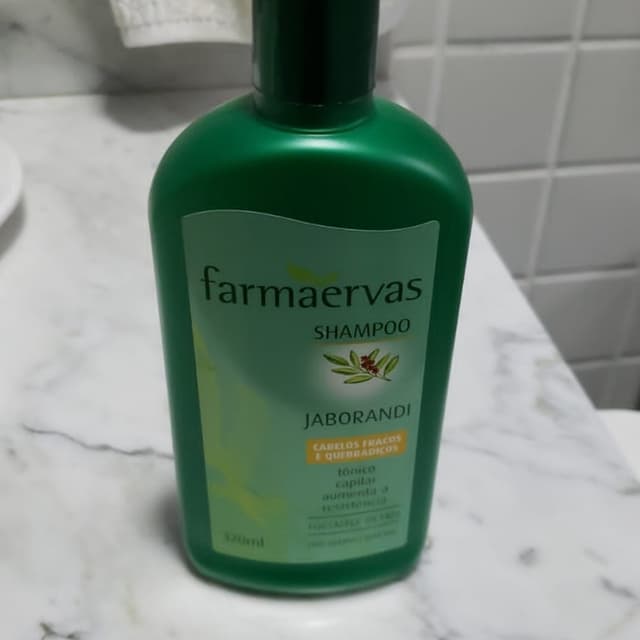 farmaervas
SHAMPOO
JABORANDI
CABELOS FRACOS
E QUEBRADIÇOS
tônico
capilar
aumenta a
resistência
320ml